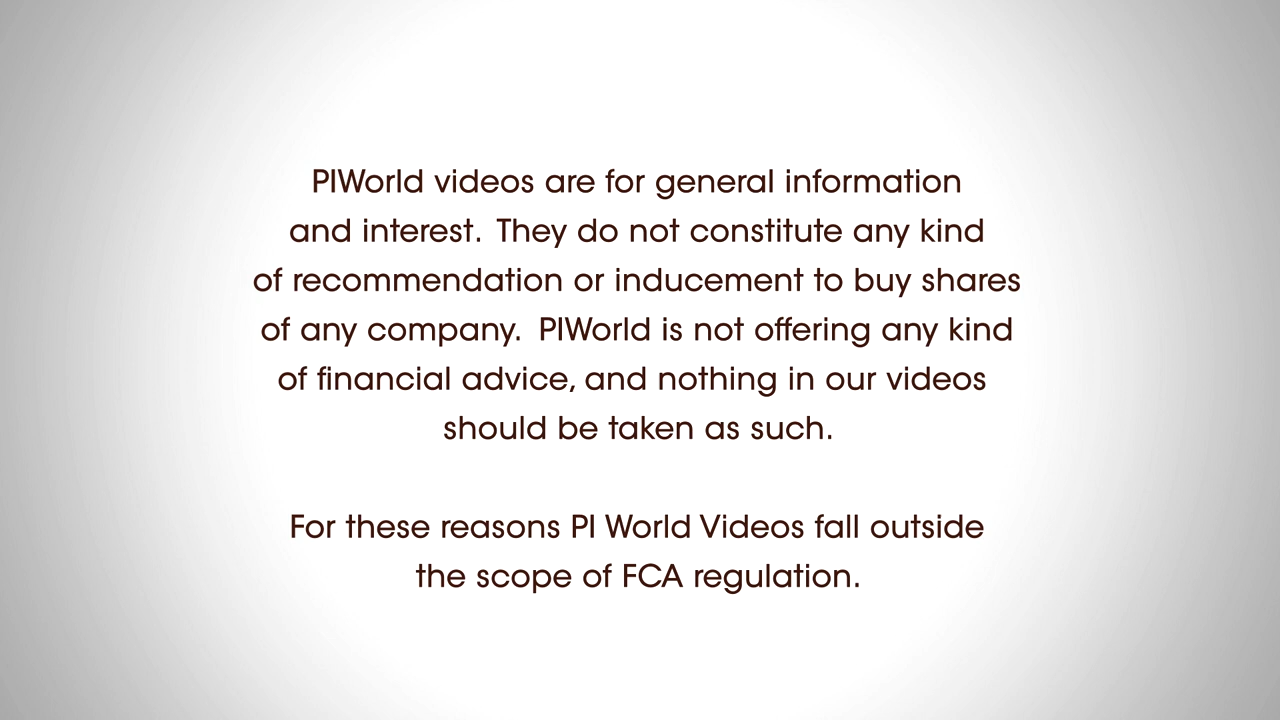 PIWorld videos are for general information
and interest. They do not constitute any kind
of recommendation or inducement to buy shares
of any company. PIWorld is not offering any kind
of financial advice, and nothing in our videos
should be taken as such.
For these reasons PI World Videos fall outside
the scope of FCA regulation.